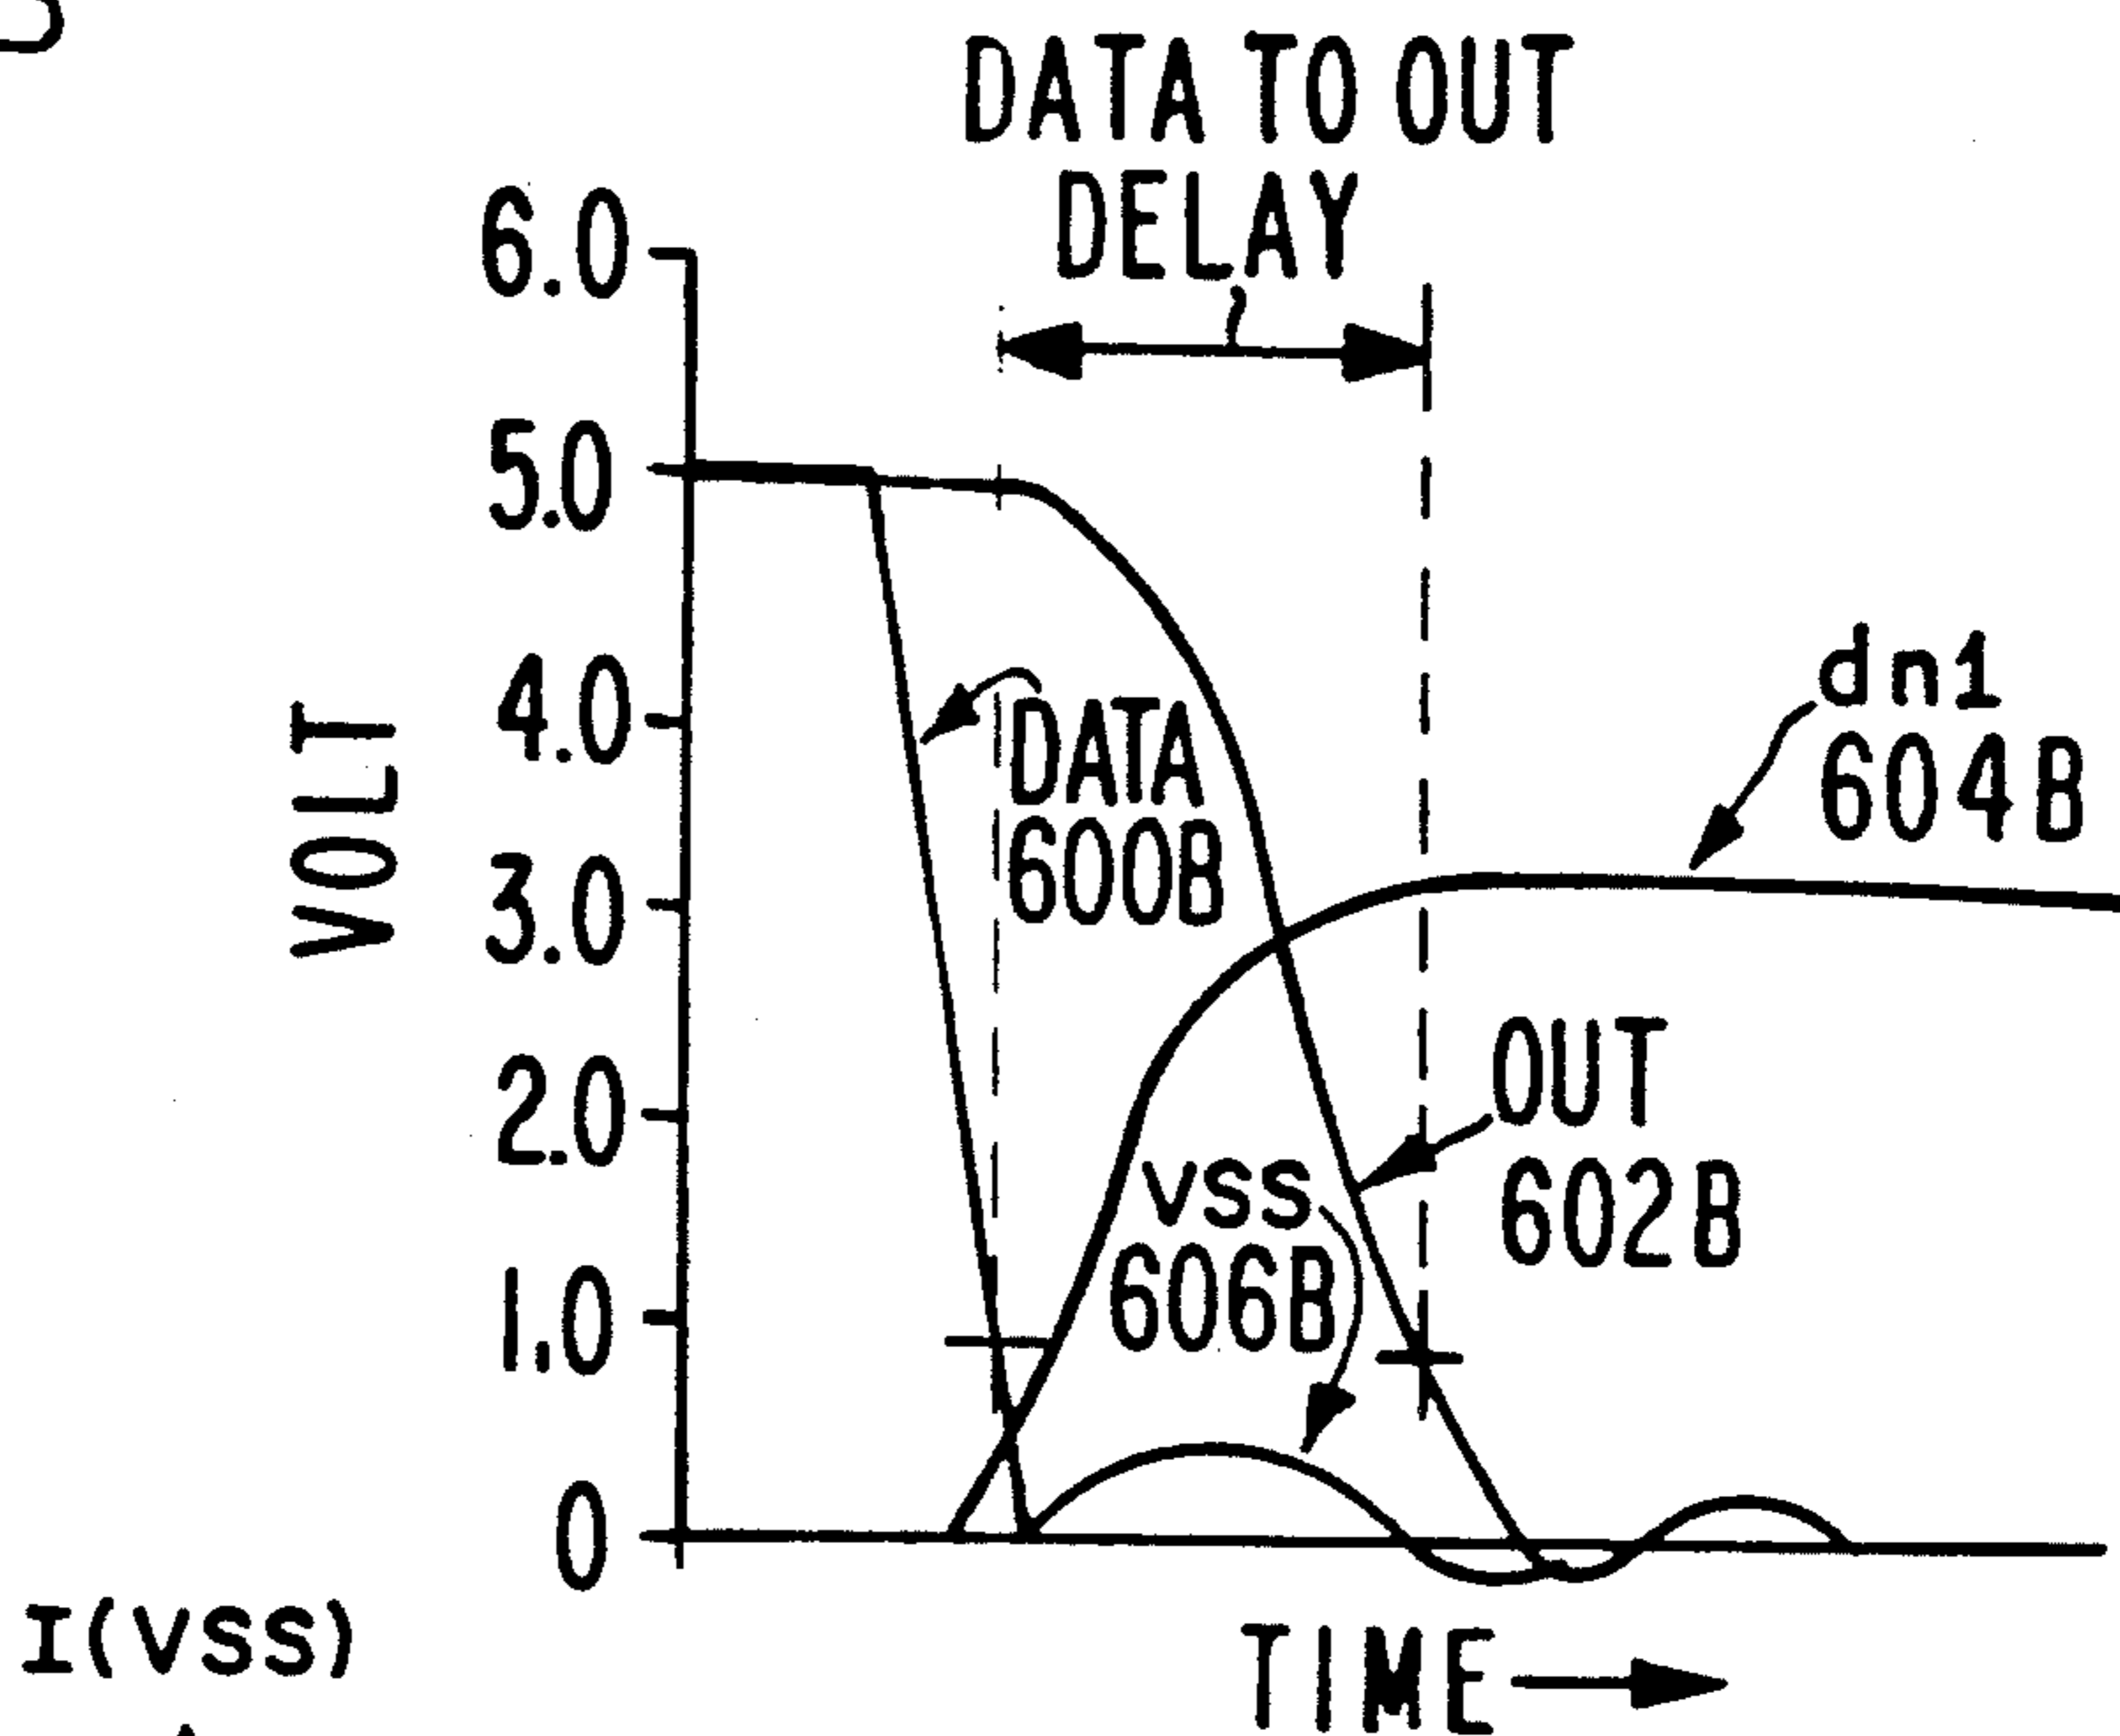 DATA TO OUT
DELAY
6.0
5.0
4.0
3.0
2.0
1.0
0
VOLT
DATA
600B
dn1
604B
OUT
602B
vss
606B
I(VSS)
TIME